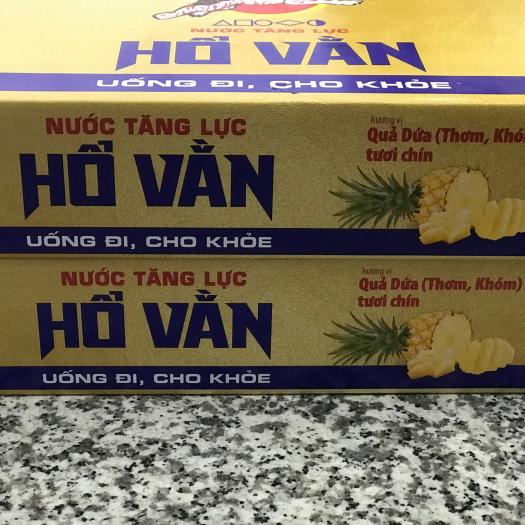 NƯỚC TĂNG LỰC
HỔ VẰN
UỐNG ĐI, CHO KHỎE
NƯỚC TĂNG LỰC
HỔ VẰN
UỐNG ĐI, CHO KHỎE
hương vị
Quả Dứa (Thơm, Khóm
tươi chín
NƯỚC TĂNG LỰC
HỔ VẰN
UỐNG ĐI, CHO KHỎE
hương vị
Quả Dứa (Thơm, Khóm)
tươi chín